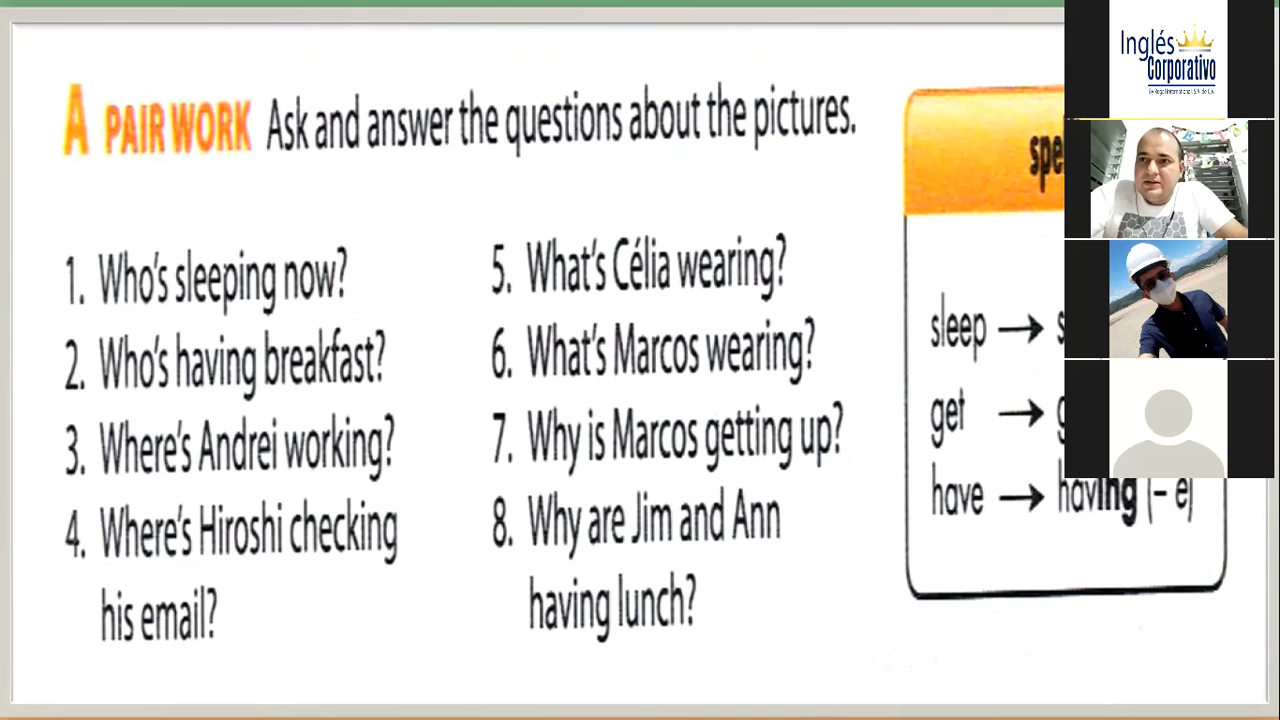 A PAIR WORK Ask and answer the questions about the pictures.
1. Who's sleeping now?
2. Who's having breakfast?
3. Where's Andrei working?
4. Where's Hiroshi checking
his email?
5. What's Célia wearing?
6. What's Marcos wearing?
7. Why is Marcos getting up?
8. Why are Jim and Ann
having lunch?
sleep →
get →
have → having (– e)
Inglés
Corporativo